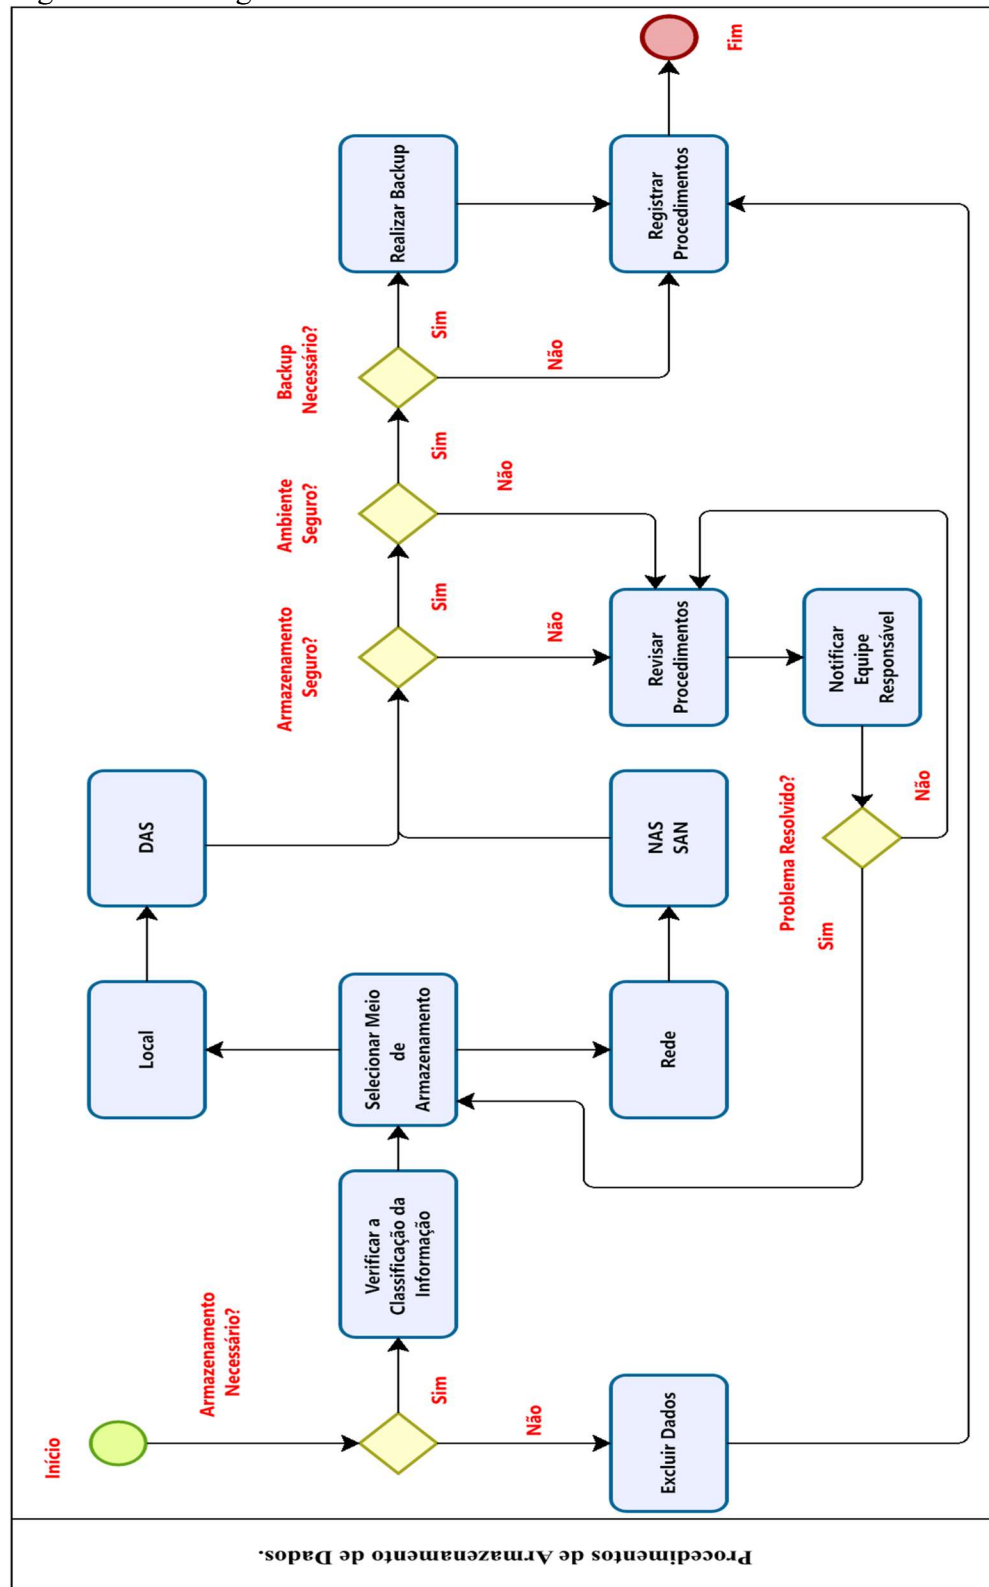 Procedimentos de Armazenamento de Dados.
Início
Armazenamento
Necessário?
Sim
Não
Excluir Dados
Verificar a
Classificação da
Informação
Selecionar Meio
de
Armazenamento
Local
DAS
Rede
NAS
SAN
Armazenamento
Seguro?
Sim
Não
Ambiente
Seguro?
Sim
Não
Backup
Necessário?
Sim
Não
Realizar Backup
Revisar
Procedimentos
Notificar
Equipe
Responsável
Problema Resolvido?
Sim
Não
Registrar
Procedimentos
Fim